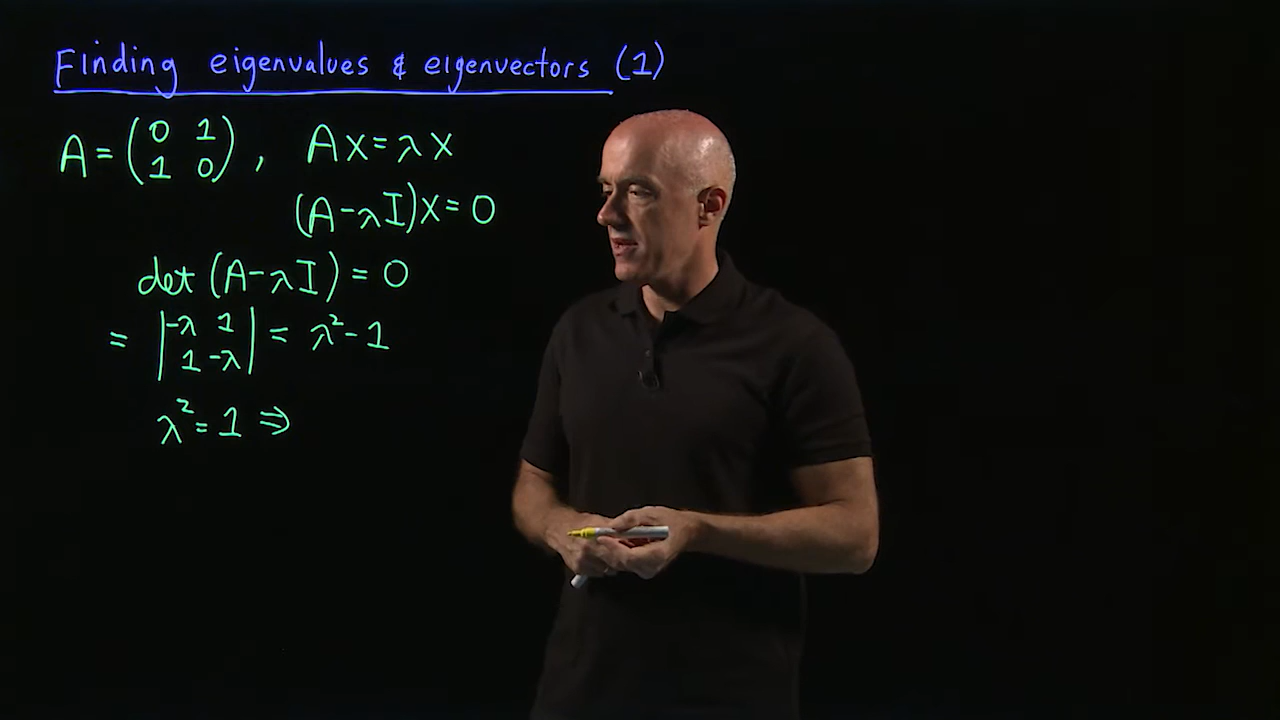 Finding eigenvalues & eigenvectors (1)
A = (0 1
1 0), Ax = λx
(A-λI)x = 0
det (A-λI) = 0
= |-λ 1
1 -λ| = λ² - 1
λ² = 1 ⇒